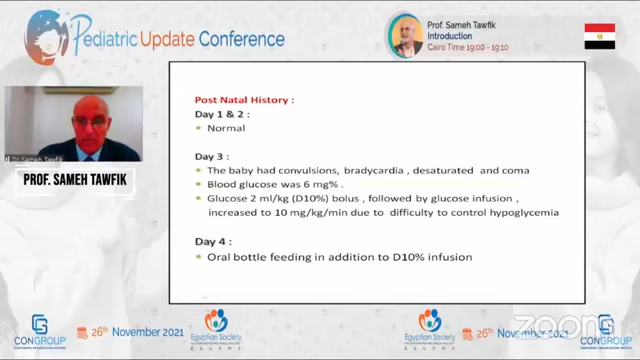 Pediatric Update Conference
Prof. Sameh Tawfik
Introduction
Cairo Time 19:00 - 19:10
Dr. Sameh Tawfik
PROF. SAMEH TAWFIK
Post Natal History :
Day 1 & 2 :
Normal
Day 3 :
The baby had convulsions, bradycardia , desaturated and coma
Blood glucose was 6 mg% .
Glucose 2 ml/kg (D10%) bolus , followed by glucose infusion ,
increased to 10 mg/kg/min due to difficulty to control hypoglycemia
Day 4 :
Oral bottle feeding in addition to D10% infusion
CONGROUP
26th November 2021
Egyptian Society
E S U P M P
Egyptian Society
E S U P M P
26th November 2021
CONGROUP
zoom